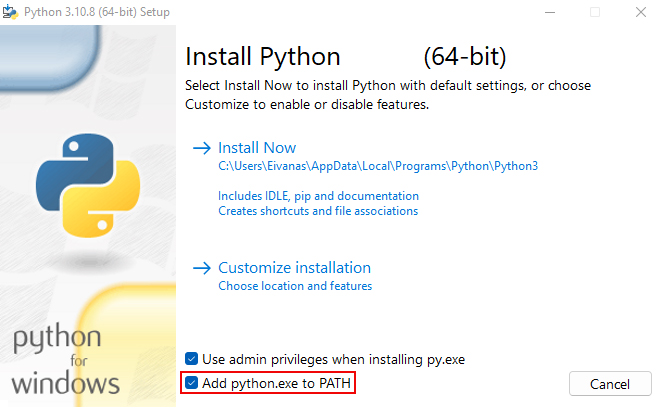 Python 3.10.8 (64-bit) Setup
Install Python (64-bit)
Select Install Now to install Python with default settings, or choose
Customize to enable or disable features.
Install Now
C:\Users\Eivanas\AppData\Local\Programs\Python\Python3
Includes IDLE, pip and documentation
Creates shortcuts and file associations
Customize installation
Choose location and features
python
for
windows
Use admin privileges when installing py.exe
Add python.exe to PATH
Cancel